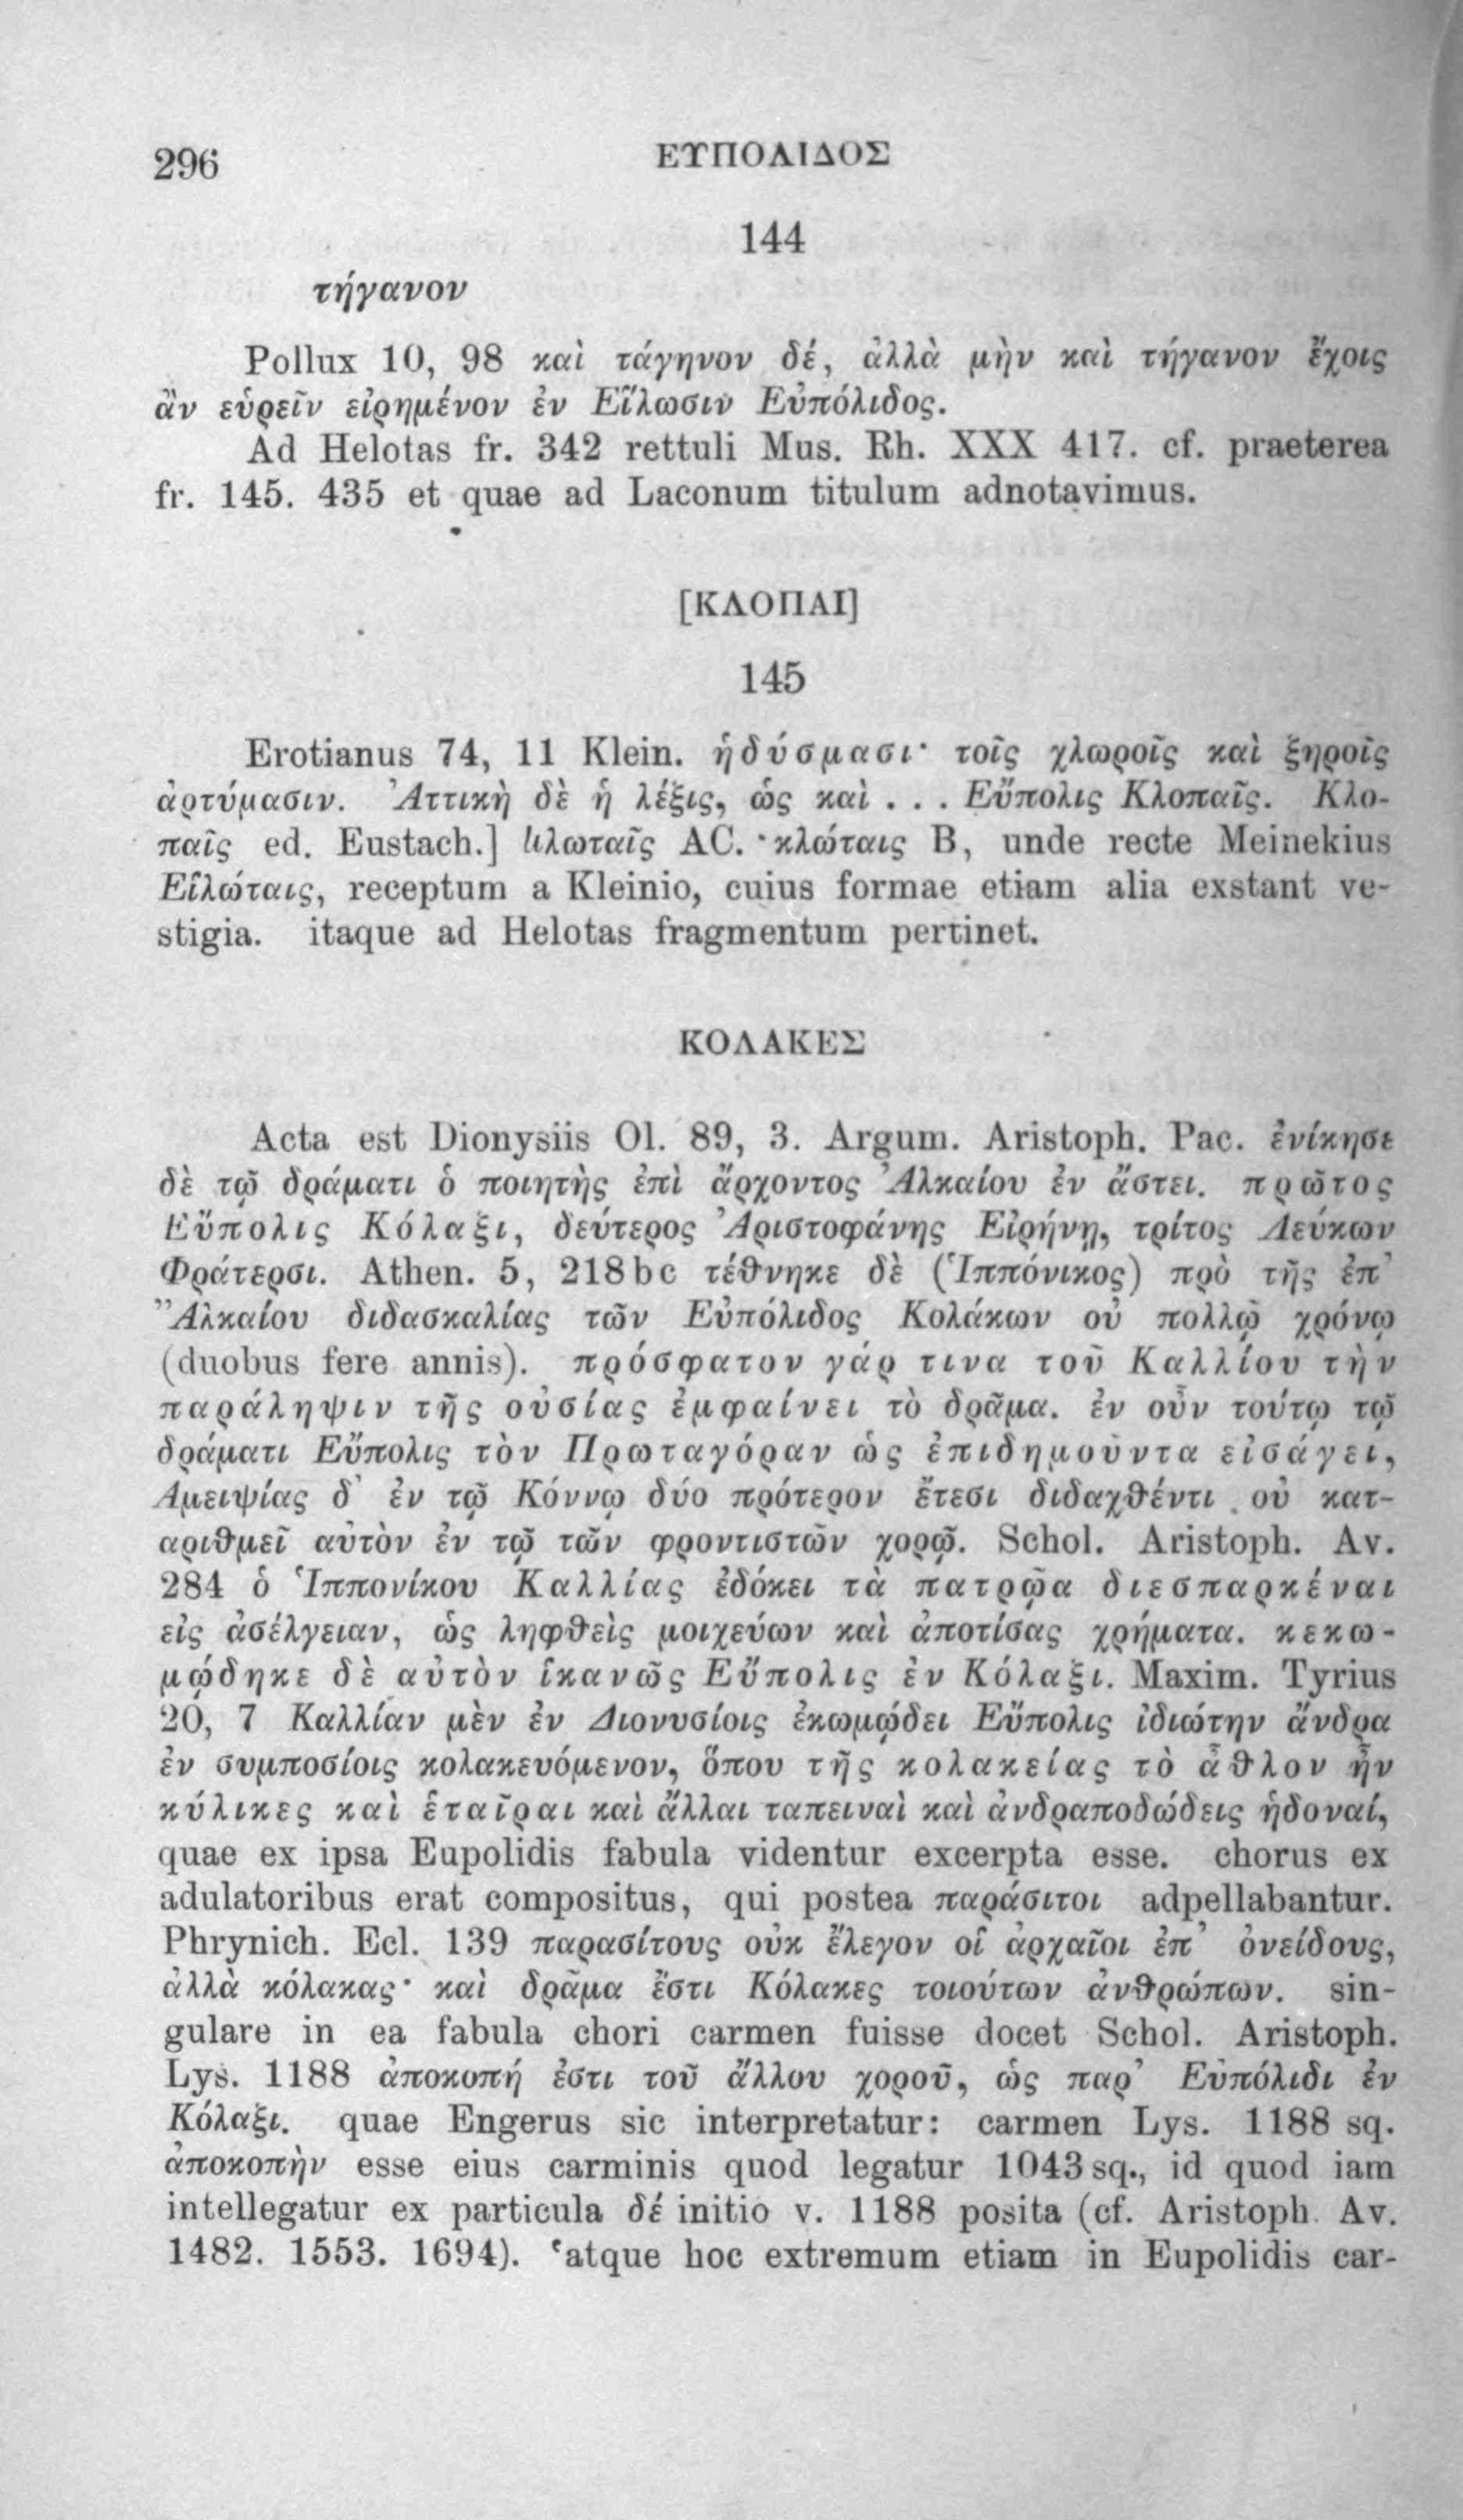 296 ΕΥΠΟΛΙΔΟΣ
144
τήγανον
Pollux 10, 98 καὶ τάγηνον δέ, ἀλλὰ μὴν καὶ τήγανον ἔχοις
ἂν εὑρεῖν εἰρημένον ἐν Εἵλωσιν Εὐπόλιδος.
Ad Helotas fr. 342 rettuli Mus. Rh. XXX 417. cf. praeterea
fr. 145. 435 et quae ad Laconum titulum adnotavimus.
[ΚΛΟΠΑΙ]
145
Erotianus 74, 11 Klein. ἡδύσμασι· τοῖς χλωροῖς καὶ ξηροῖς
ἀρτύμασιν. Ἀττικὴ δὲ ἡ λέξις, ὡς καὶ . . . Εὔπολις Κλοπαῖς. Κλο-
παῖς ed. Eustach.] κλωταῖς AC. κλώταις B, unde recte Meinekius
Εἱλώταις, receptum a Kleinio, cuius formae etiam alia exstant ve-
stigia. itaque ad Helotas fragmentum pertinet.
ΚΟΛΑΚΕΣ
Acta est Dionysiis Ol. 89, 3. Argum. Aristoph. Pac. ἐνίκησε
δὲ τῷ δράματι ὁ ποιητὴς ἐπὶ ἄρχοντος Ἀλκαίου ἐν ἄστει. πρῶτος
Εὔπολις Κόλαξι, δεύτερος Ἀριστοφάνης Εἰρήνῃ, τρίτος Λεύκων
Φράτερσι. Athen. 5, 218 b c τέθνηκε δὲ (Ἱππόνικος) πρὸ τῆς ἐπ’
Ἀλκαίου διδασκαλίας τῶν Εὐπόλιδος Κολάκων οὐ πολλῷ χρόνῳ
(duobus fere annis). πρόσφατον γάρ τινα τοῦ Καλλίου τὴν
παράληψιν τῆς οὐσίας ἐμφαίνει τὸ δρᾶμα. ἐν οὖν τούτῳ τῷ
δράματι Εὔπολις τὸν Πρωταγόραν ὡς ἐπιδημοῦντα εἰσάγει,
Ἀμειψίας δ’ ἐν τῷ Κόννῳ δύο πρότερον ἔτεσι διδαχθέντι οὐ κατ-
αριθμεῖ αὐτὸν ἐν τῷ τῶν φροντιστῶν χορῷ. Schol. Aristoph. Av.
284 ὁ Ἱππονίκου Καλλίας ἐδόκει τὰ πατρῷα διεσπαρκέναι
εἰς ἀσέλγειαν, ὡς ληφθεὶς μοιχεύων καὶ ἀποτίσας χρήματα. κεκω-
μῴδηκε δὲ αὐτὸν ἱκανῶς Εὔπολις ἐν Κόλαξι. Maxim. Tyrius
20, 7 Καλλίαν μὲν ἐν Διονυσίοις ἐκωμῴδει Εὔπολις ἰδιώτην ἄνδρα
ἐν συμποσίοις κολακευόμενον, ὅπου τῆς κολακείας τὸ ἆθλον ἦν
κύλικες καὶ ἑταῖραι καὶ ἄλλαι ταπειναὶ καὶ ἀνδραποδώδεις ἡδοναί,
quae ex ipsa Eupolidis fabula videntur excerpta esse. chorus ex
adulatoribus erat compositus, qui postea παράσιτοι adpellabantur.
Phrynich. Ecl. 139 παρασίτους οὐκ ἔλεγον οἱ ἀρχαῖοι ἐπ’ ὀνείδους,
ἀλλὰ κόλακας· καὶ δρᾶμα ἔστι Κόλακες τοιούτων ἀνθρώπων. sin-
gulare in ea fabula chori carmen fuisse docet Schol. Aristoph.
Lys. 1188 ἀποκοπή ἐστι τοῦ ἄλλου χοροῦ, ὡς παρ’ Εὐπόλιδι ἐν
Κόλαξι. quae Engerus sic interpretatur: carmen Lys. 1188 sq.
ἀποκοπὴν esse eius carminis quod legatur 1043 sq., id quod iam
intellegatur ex particula δέ initio v. 1188 posita (cf. Aristoph. Av.
1482. 1553. 1694). ‘atque hoc extremum etiam in Eupolidis car-